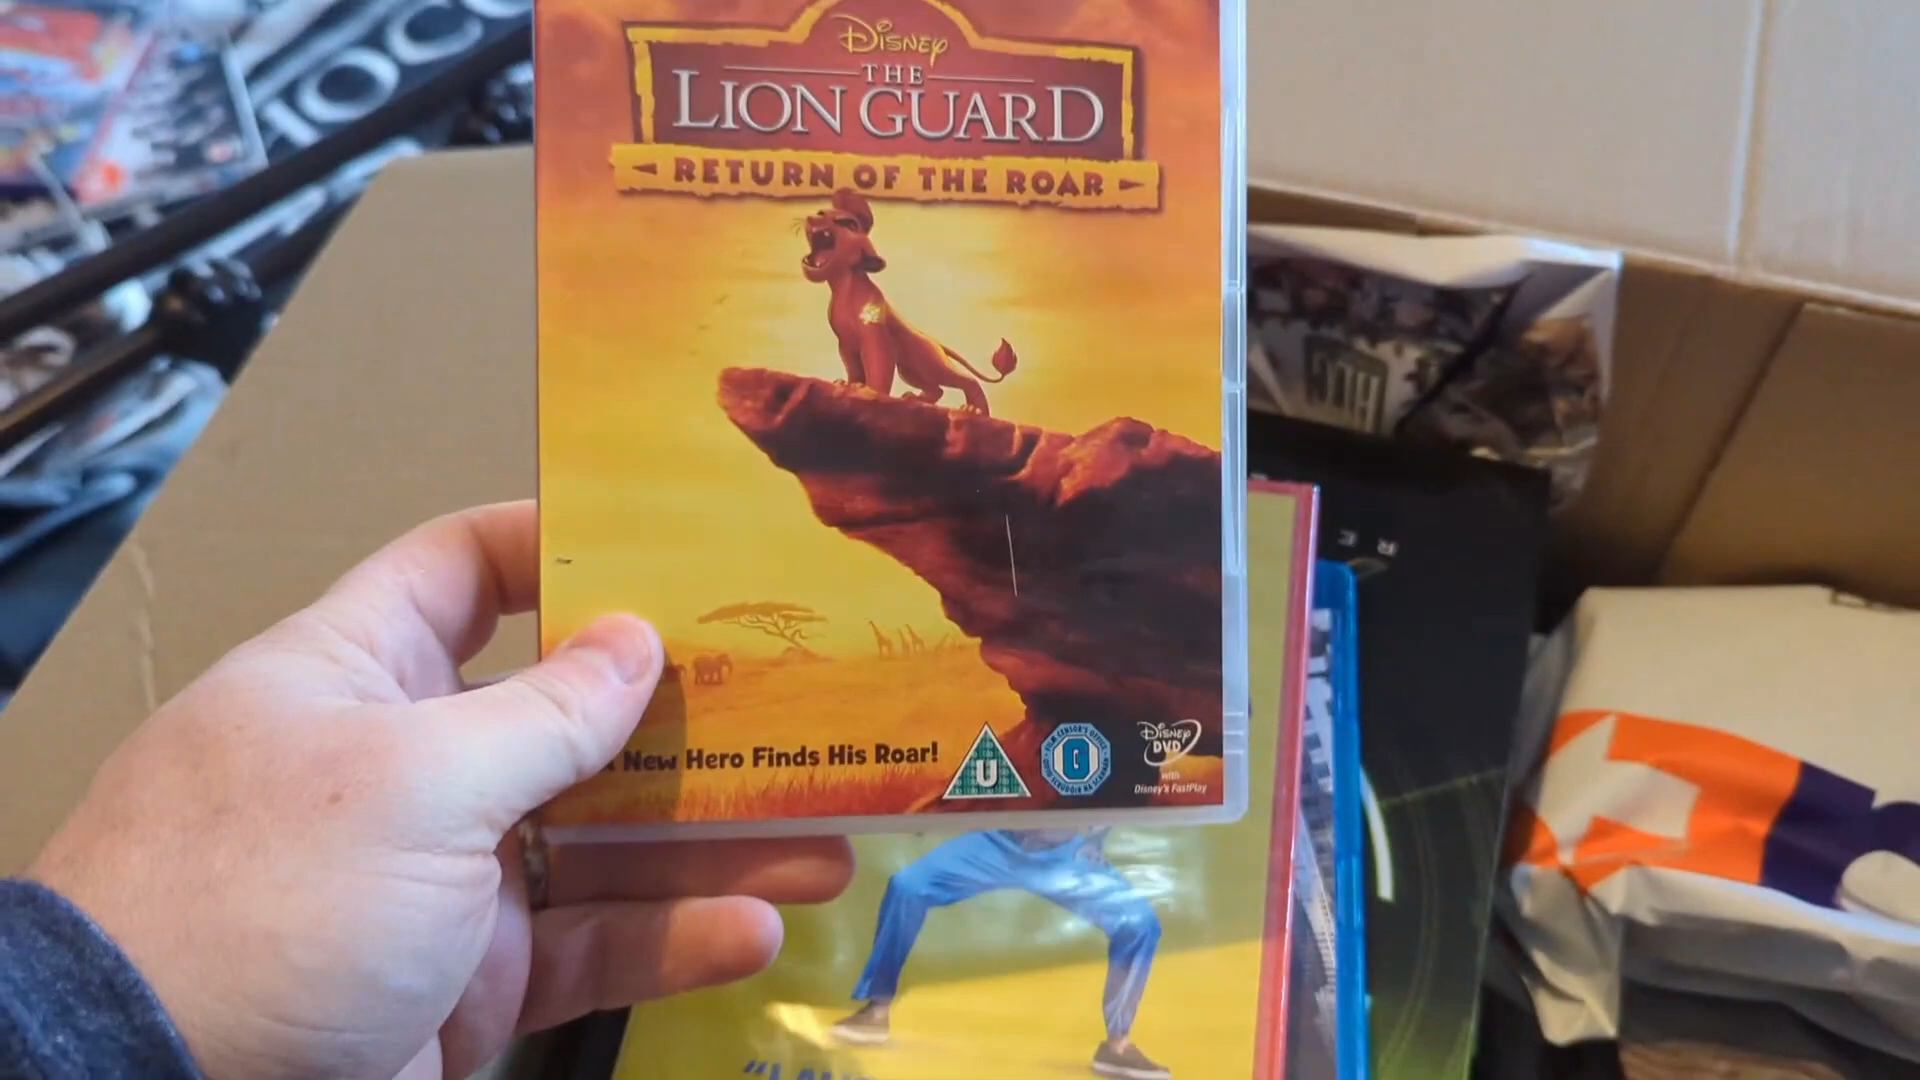 Disney
THE
LION GUARD
RETURN OF THE ROAR
New Hero Finds His Roar!
U
G
Disney
DVD
with
Disney's FastPlay